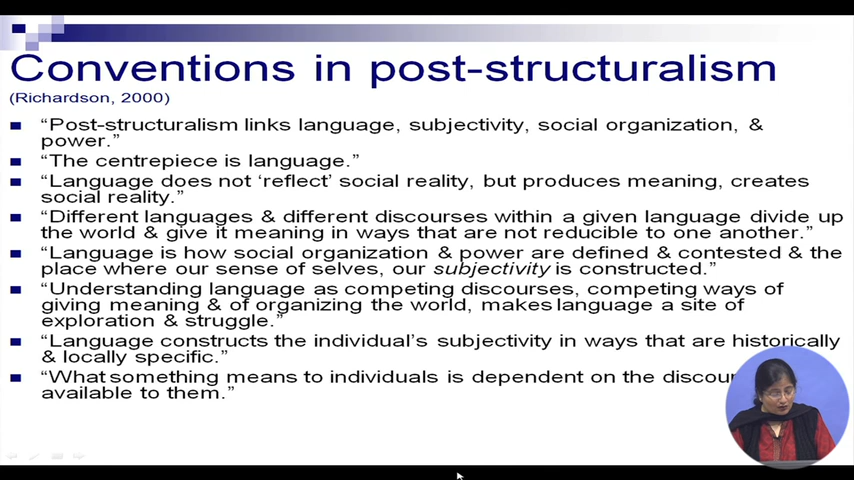 Conventions in post-structuralism
(Richardson, 2000)
“Post-structuralism links language, subjectivity, social organization, &
power.”
“The centrepiece is language.”
“Language does not ‘reflect’ social reality, but produces meaning, creates
social reality.”
“Different languages & different discourses within a given language divide up
the world & give it meaning in ways that are not reducible to one another.”
“Language is how social organization & power are defined & contested & the
place where our sense of selves, our subjectivity is constructed.”
“Understanding language as competing discourses, competing ways of
giving meaning & of organizing the world, makes language a site of
exploration & struggle.”
“Language constructs the individual’s subjectivity in ways that are historically
& locally specific.”
“What something means to individuals is dependent on the
available to them.”